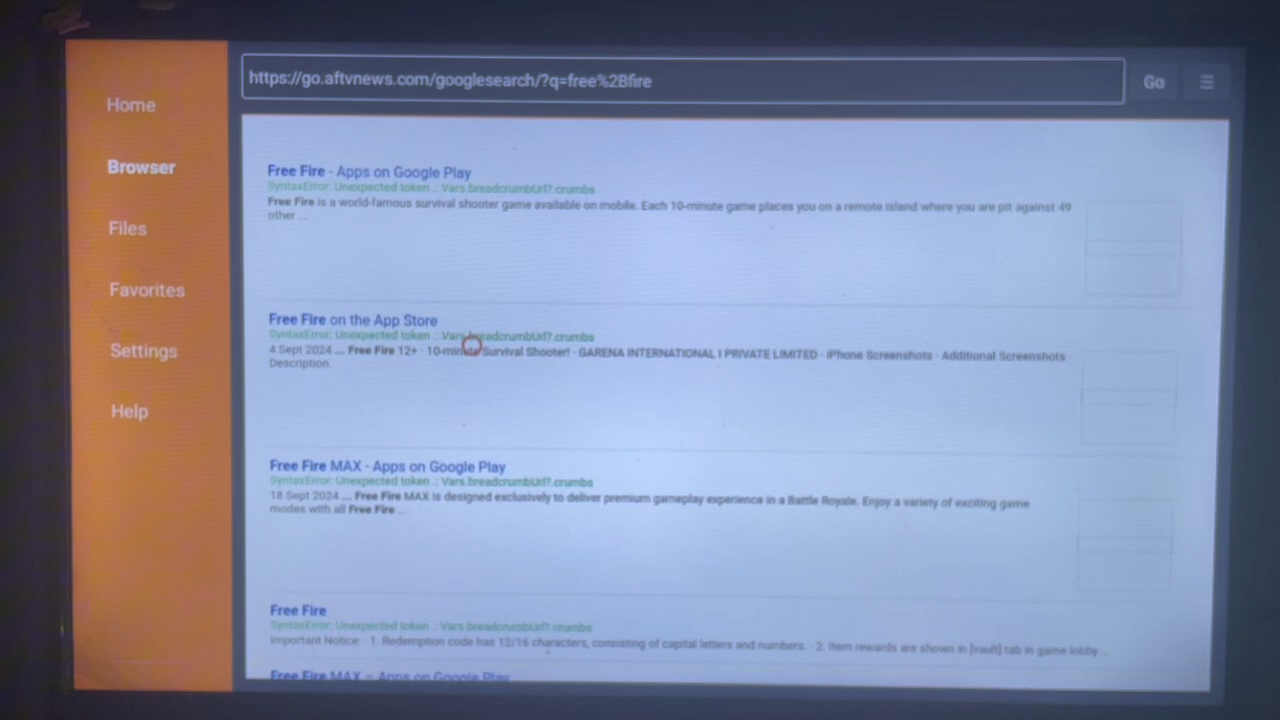 https://go.aftvnews.com/googlesearch/?q=free%2Bfire
Go
Home
Browser
Files
Favorites
Settings
Help
Free Fire - Apps on Google Play
SyntaxError: Unexpected token .: Vars.breadcrumbUrl?.crumbs
Free Fire is a world-famous survival shooter game available on mobile. Each 10-minute game places you on a remote island where you are pit against 49
other ...
Free Fire on the App Store
SyntaxError: Unexpected token .: Vars.breadcrumbUrl?.crumbs
4 Sept 2024 ... Free Fire 12+ · 10-minute Survival Shooter! · GARENA INTERNATIONAL I PRIVATE LIMITED · iPhone Screenshots · Additional Screenshots
Description.
Free Fire MAX - Apps on Google Play
SyntaxError: Unexpected token .: Vars.breadcrumbUrl?.crumbs
18 Sept 2024 ... Free Fire MAX is designed exclusively to deliver premium gameplay experience in a Battle Royale. Enjoy a variety of exciting game
modes with all Free Fire ...
Free Fire
SyntaxError: Unexpected token .: Vars.breadcrumbUrl?.crumbs
Important Notice: · 1. Redemption code has 12/16 characters, consisting of capital letters and numbers. · 2. Item rewards are shown in [vault] tab in game lobby ...
Free Fire MAX – Apps on Google Play